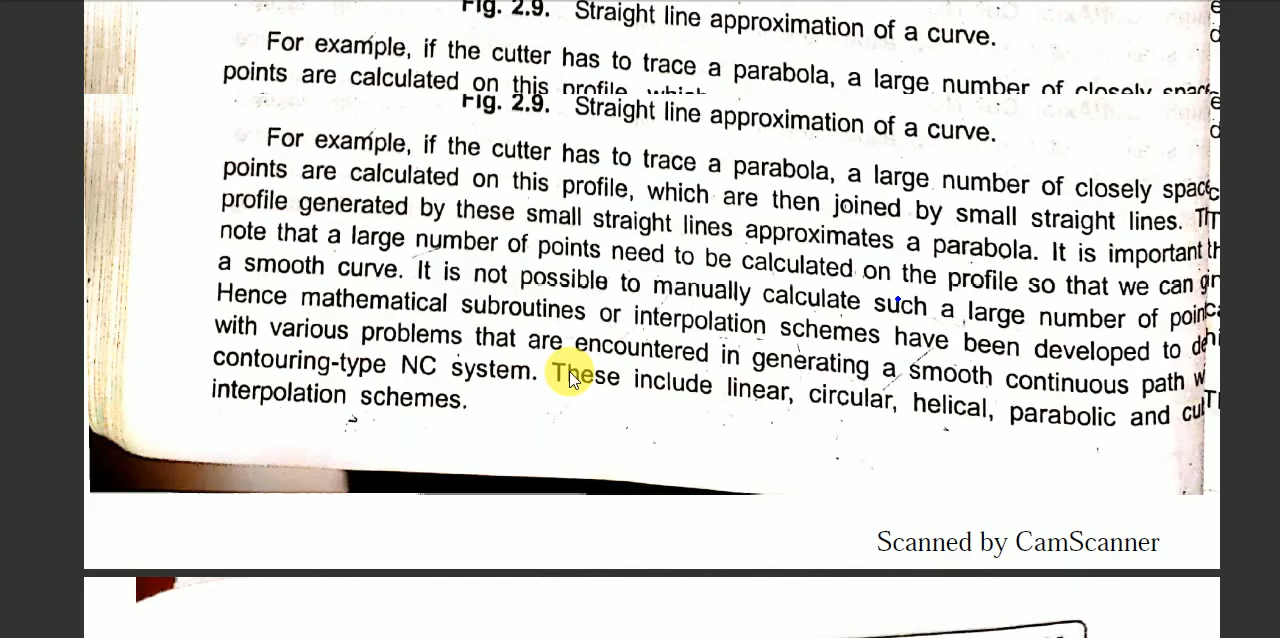 Fig. 2.9. Straight line approximation of a curve.
For example, if the cutter has to trace a parabola, a large number of closely
points are calculated on this profile,
Fig. 2.9. Straight line approximation of a curve.
For example, if the cutter has to trace a parabola, a large number of closely spac
points are calculated on this profile, which are then joined by small straight lines. Th
profile generated by these small straight lines approximates a parabola. It is important
note that a large number of points need to be calculated on the profile so that we can
a smooth curve. It is not possible to manually calculate such a large number of poin
Hence mathematical subroutines or interpolation schemes have been developed to de
with various problems that are encountered in generating a smooth continuous path w
contouring-type NC system. These include linear, circular, helical, parabolic and cu
interpolation schemes.
Scanned by CamScanner